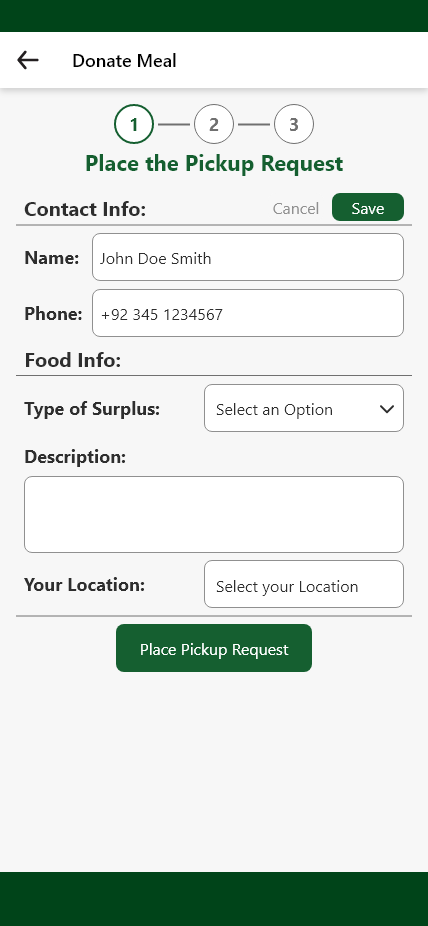 Donate Meal
1 2 3
Place the Pickup Request
Contact Info: Cancel Save
Name: John Doe Smith
Phone: +92 345 1234567
Food Info:
Type of Surplus: Select an Option
Description:
Your Location: Select your Location
Place Pickup Request